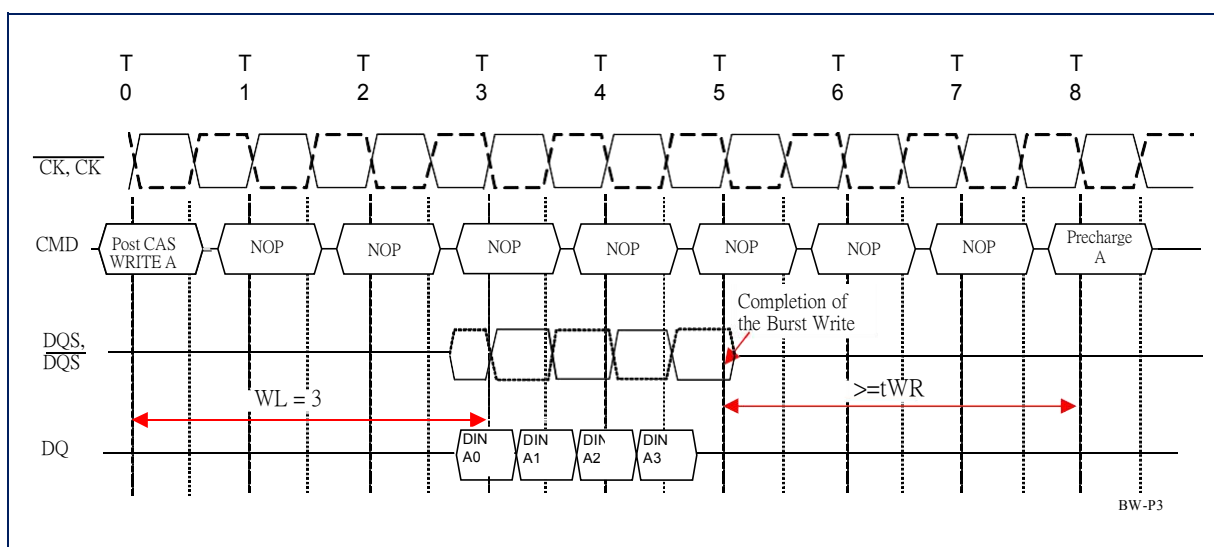 T T T T T T T T T
0 1 2 3 4 5 6 7 8
CK, CK
CMD
Post CAS
WRITE A
NOP NOP NOP NOP NOP NOP NOP
Precharge
A
Completion of
the Burst Write
DQS,
DQS
WL = 3
>=tWR
DQ
DIN DIN DIN DIN
A0 A1 A2 A3
BW-P3